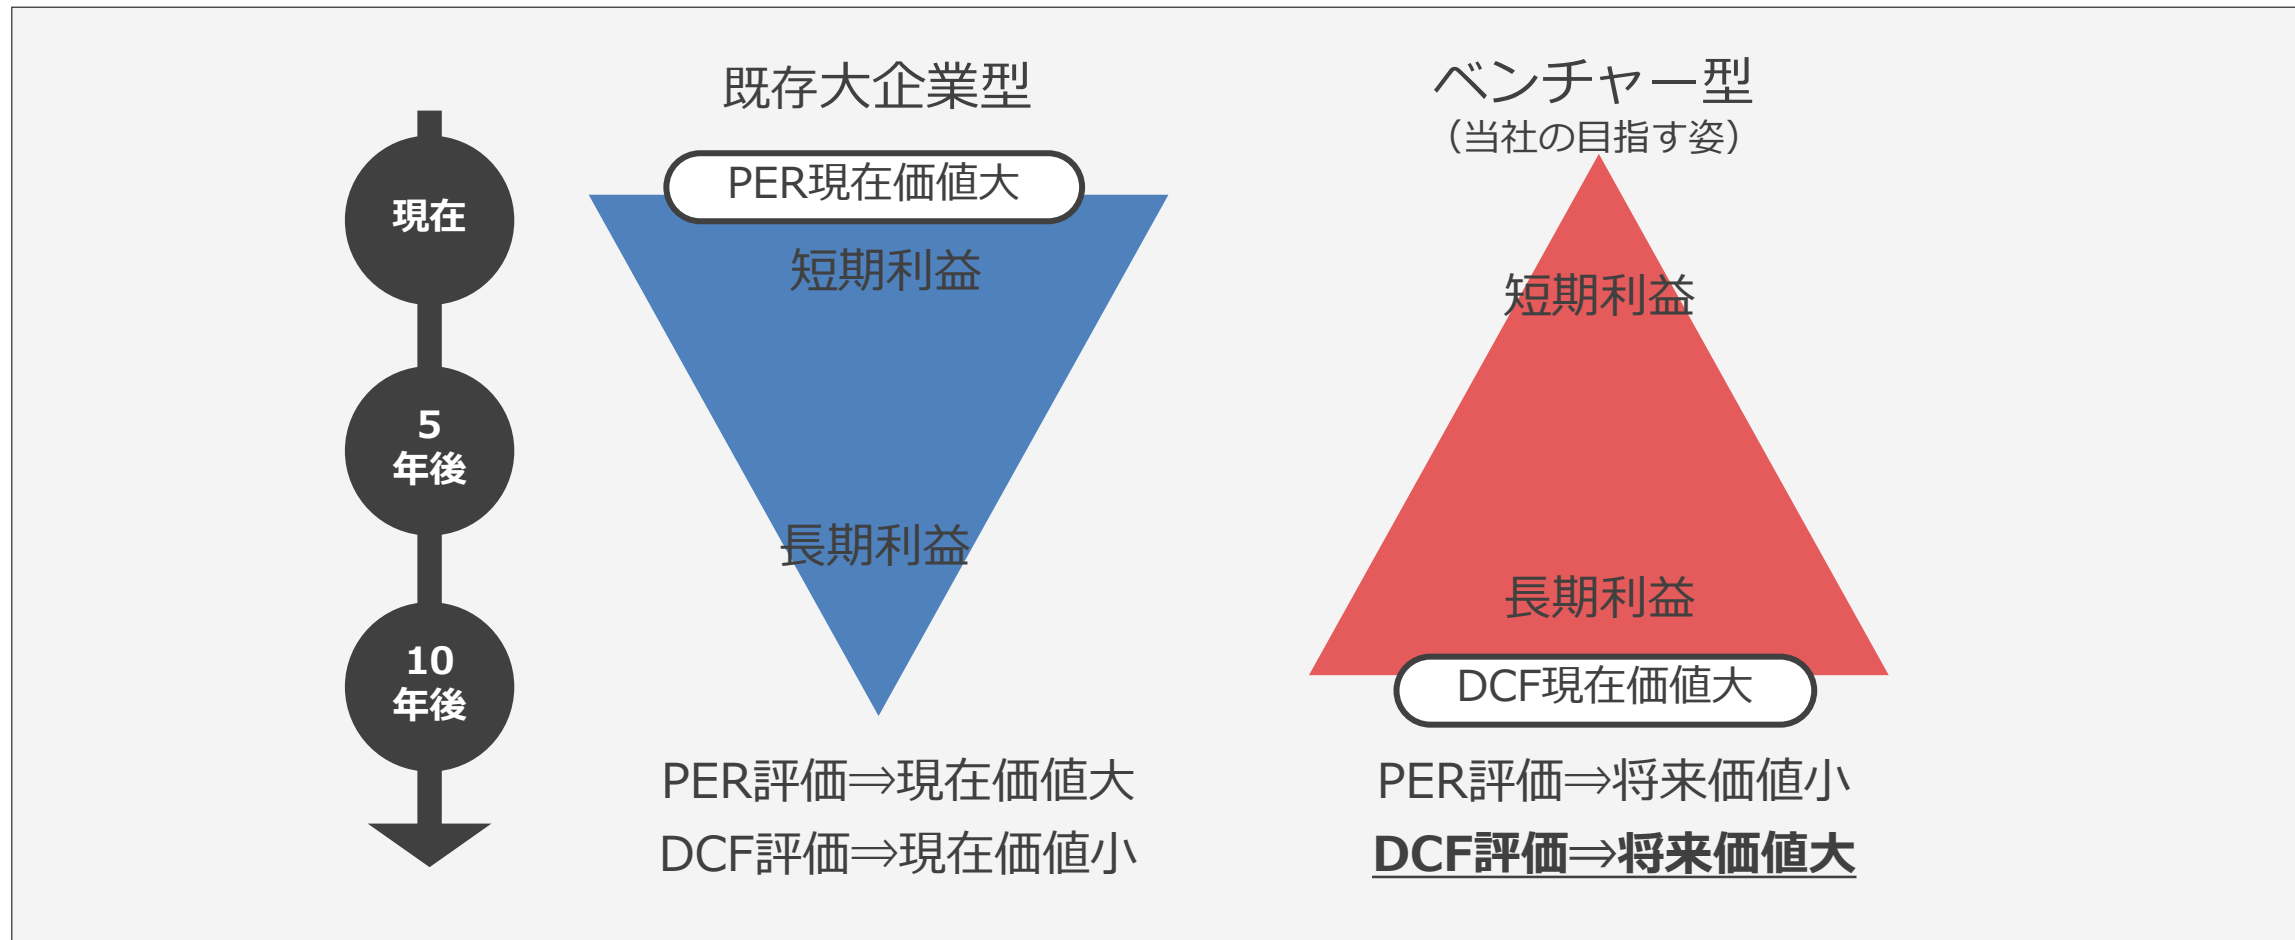 現在
5
年後
10
年後
既存大企業型
PER現在価値大
短期利益
長期利益
PER評価⇒現在価値大
DCF評価⇒現在価値小
ベンチャー型
（当社の目指す姿）
短期利益
長期利益
DCF現在価値大
PER評価⇒将来価値小
DCF評価⇒将来価値大